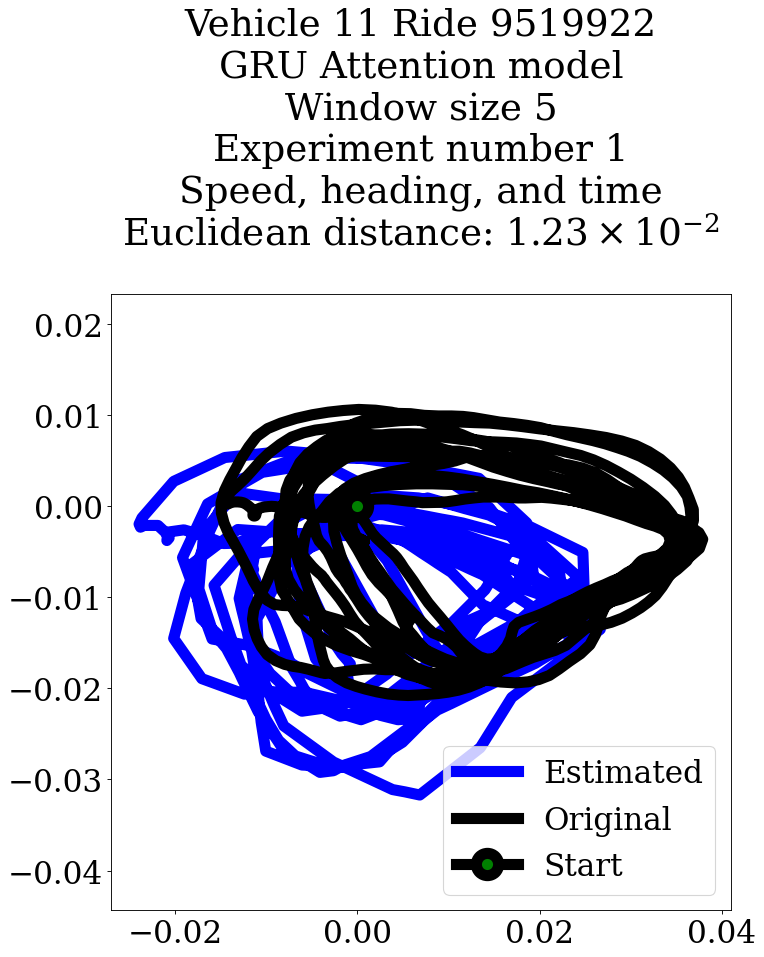 Vehicle 11 Ride 9519922
GRU Attention model
Window size 5
Experiment number 1
Speed, heading, and time
Euclidean distance: 1.23 × 10⁻²
0.02
0.01
0.00
−0.01
−0.02
−0.03
−0.04
Estimated
Original
Start
−0.02 0.00 0.02 0.04